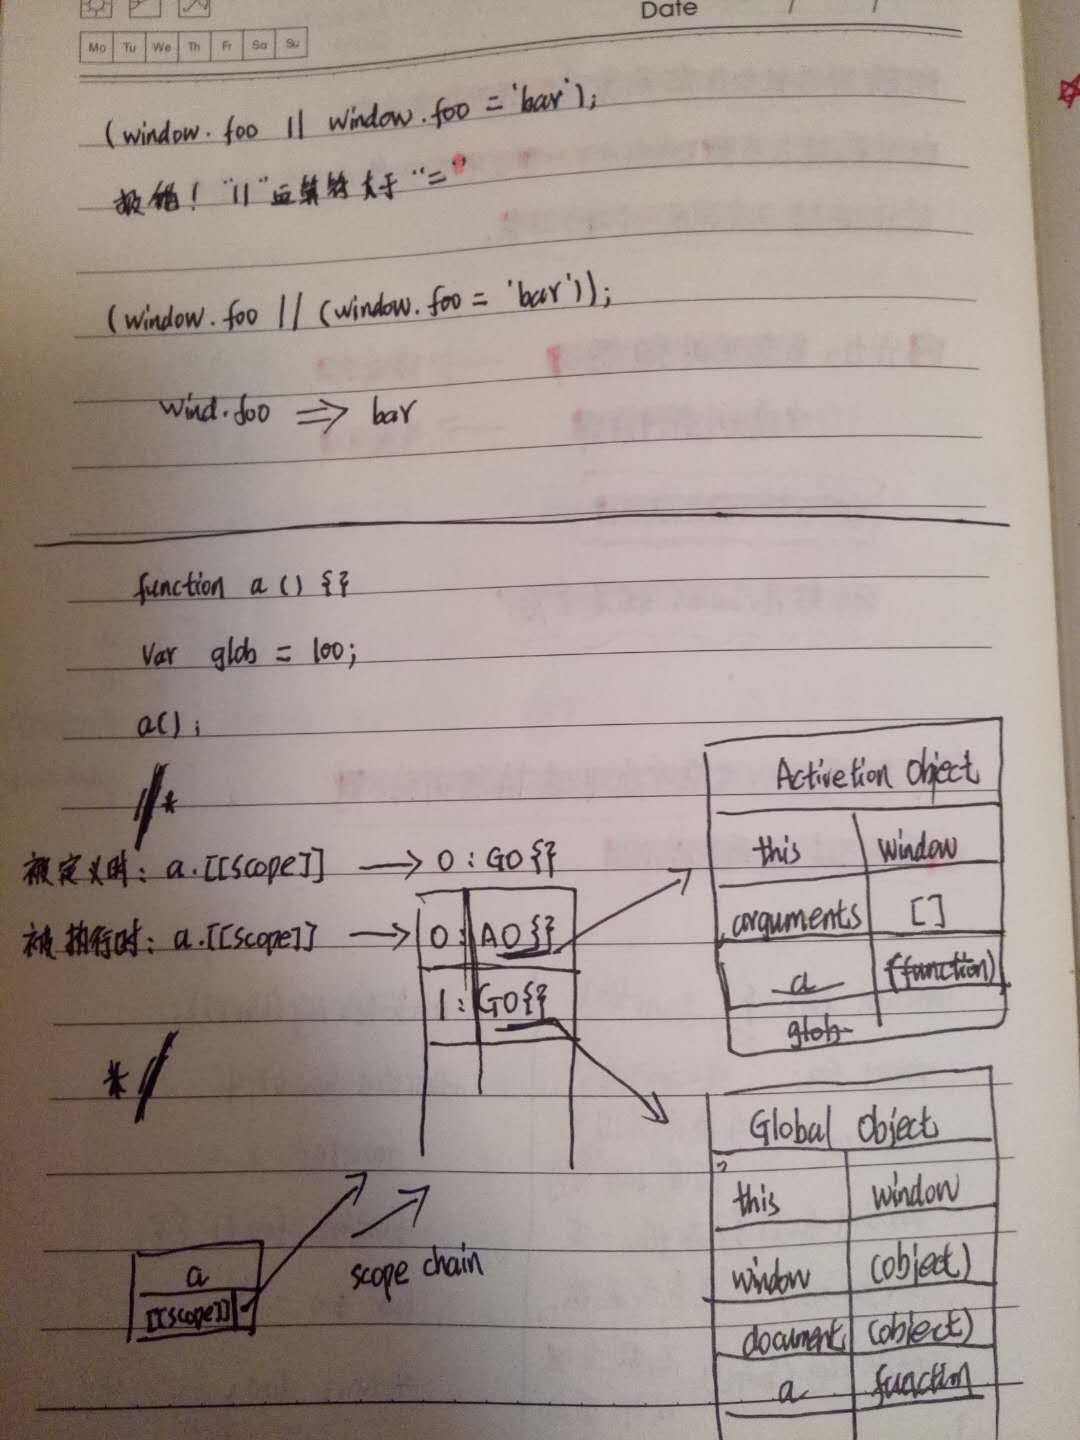 Date / /
Mo Tu We Th Fr Sa Su
(window.foo || window.foo = 'bar');
报错！"||"运算符大于"="
(window.foo || (window.foo = 'bar'));
wind.foo ⇒ bar
function a () {}
var glob = 100;
a();
//*
被定义时：a.[[scope]] → 0 : GO{}
被执行时：a.[[scope]] → 0 : AO{}
1 : GO{}
*//
Activetion Object
this window
arguments []
a (function)
glob
Global Object
this window
window (object)
document (object)
a function
scope chain
a
[[scope]]